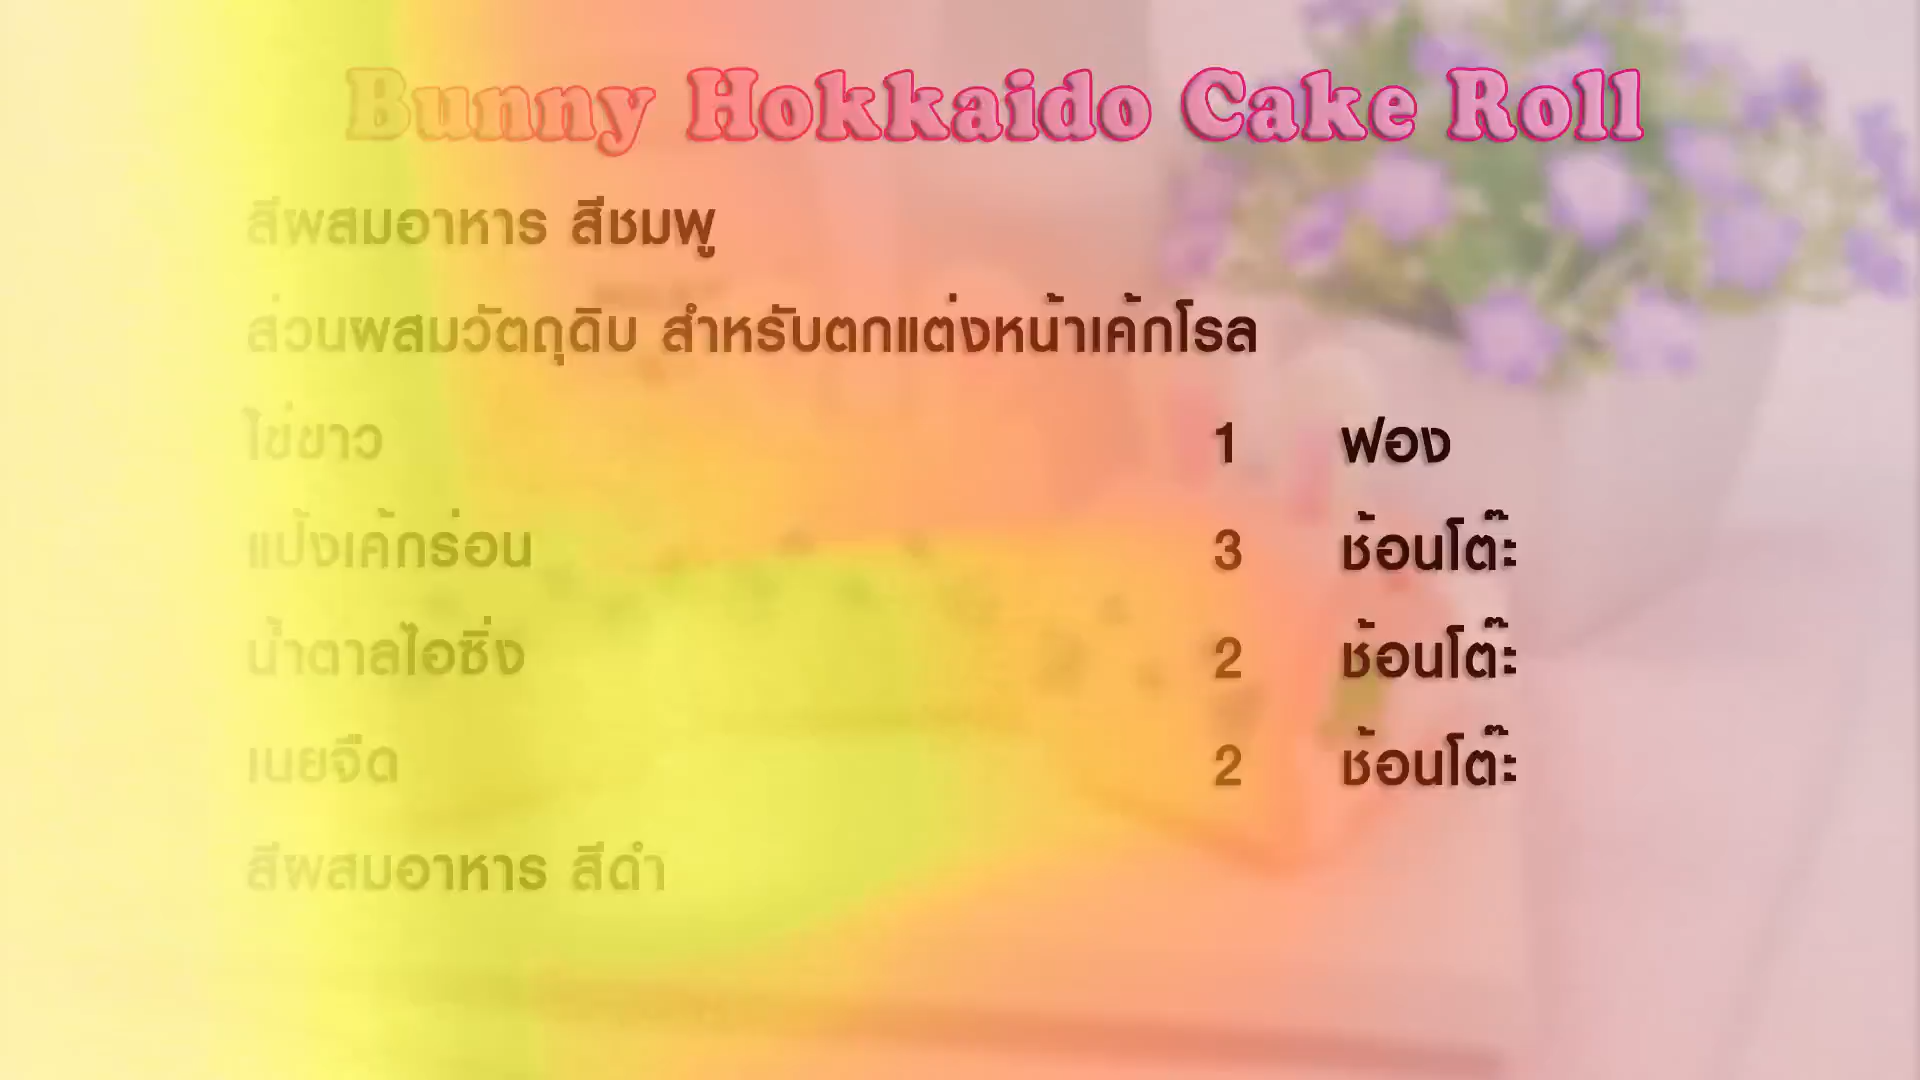 Bunny Hokkaido Cake Roll
สีผสมอาหาร สีชมพู
ส่วนผสมวัตถุดิบ สำหรับตกแต่งหน้าเค้กโรล
ไข่ขาว 1 ฟอง
แป้งเค้กร่อน 3 ช้อนโต๊ะ
น้ำตาลไอซิ่ง 2 ช้อนโต๊ะ
เนยจืด 2 ช้อนโต๊ะ
สีผสมอาหาร สีดำ